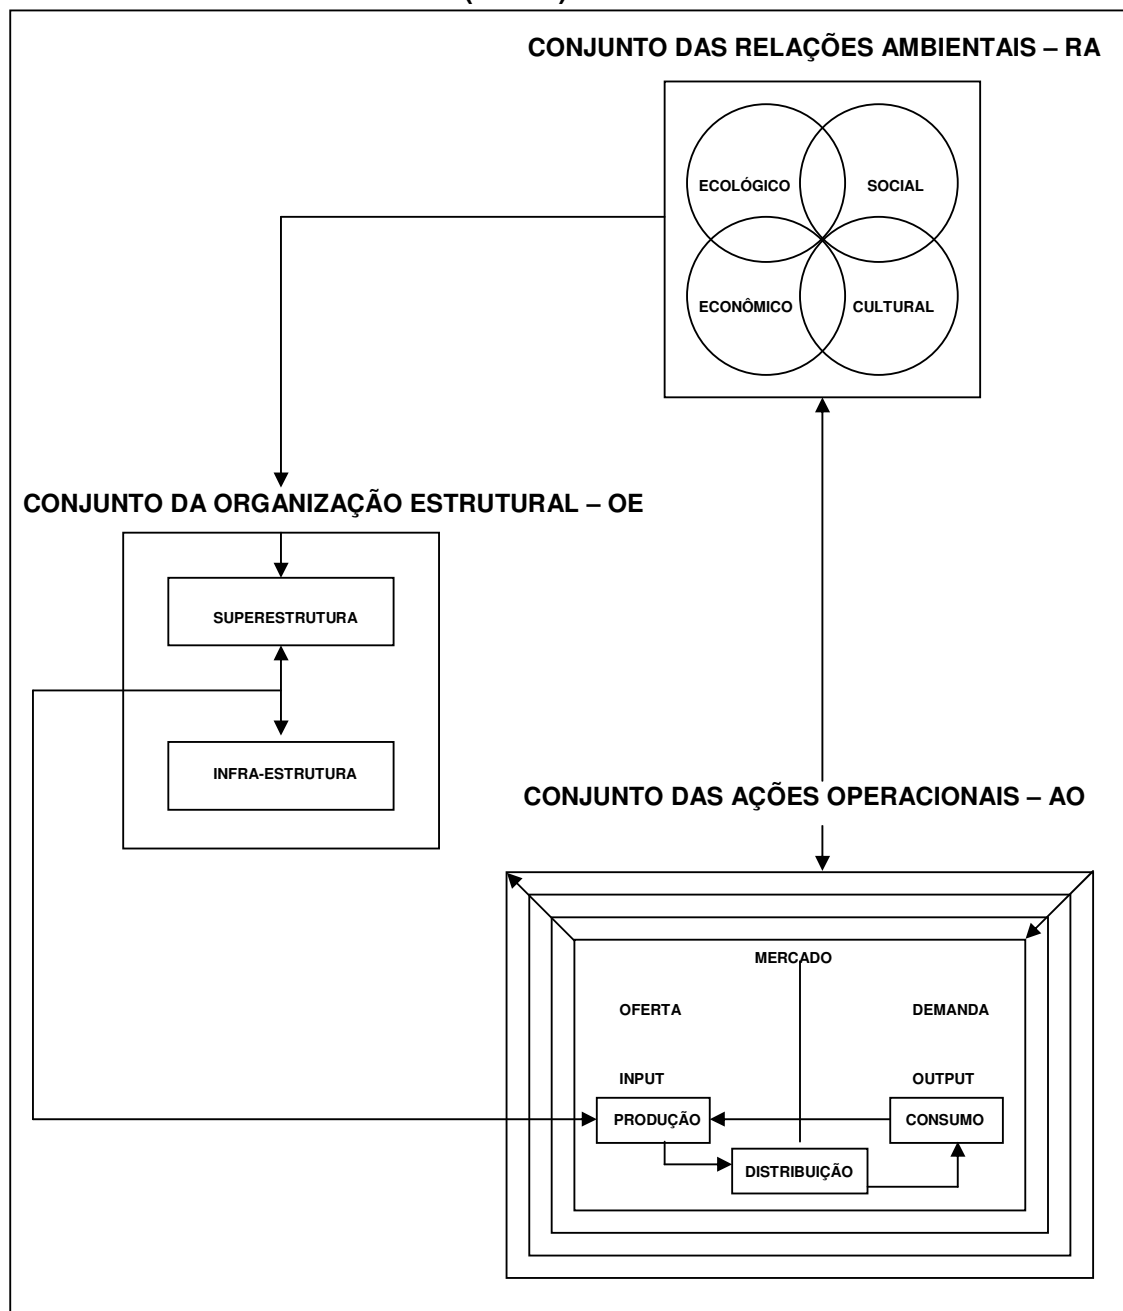 CONJUNTO DAS RELAÇÕES AMBIENTAIS – RA
ECOLÓGICO
SOCIAL
ECONÔMICO
CULTURAL
CONJUNTO DA ORGANIZAÇÃO ESTRUTURAL – OE
SUPERESTRUTURA
INFRA-ESTRUTURA
CONJUNTO DAS AÇÕES OPERACIONAIS – AO
MERCADO
OFERTA
DEMANDA
INPUT
OUTPUT
PRODUÇÃO
CONSUMO
DISTRIBUIÇÃO